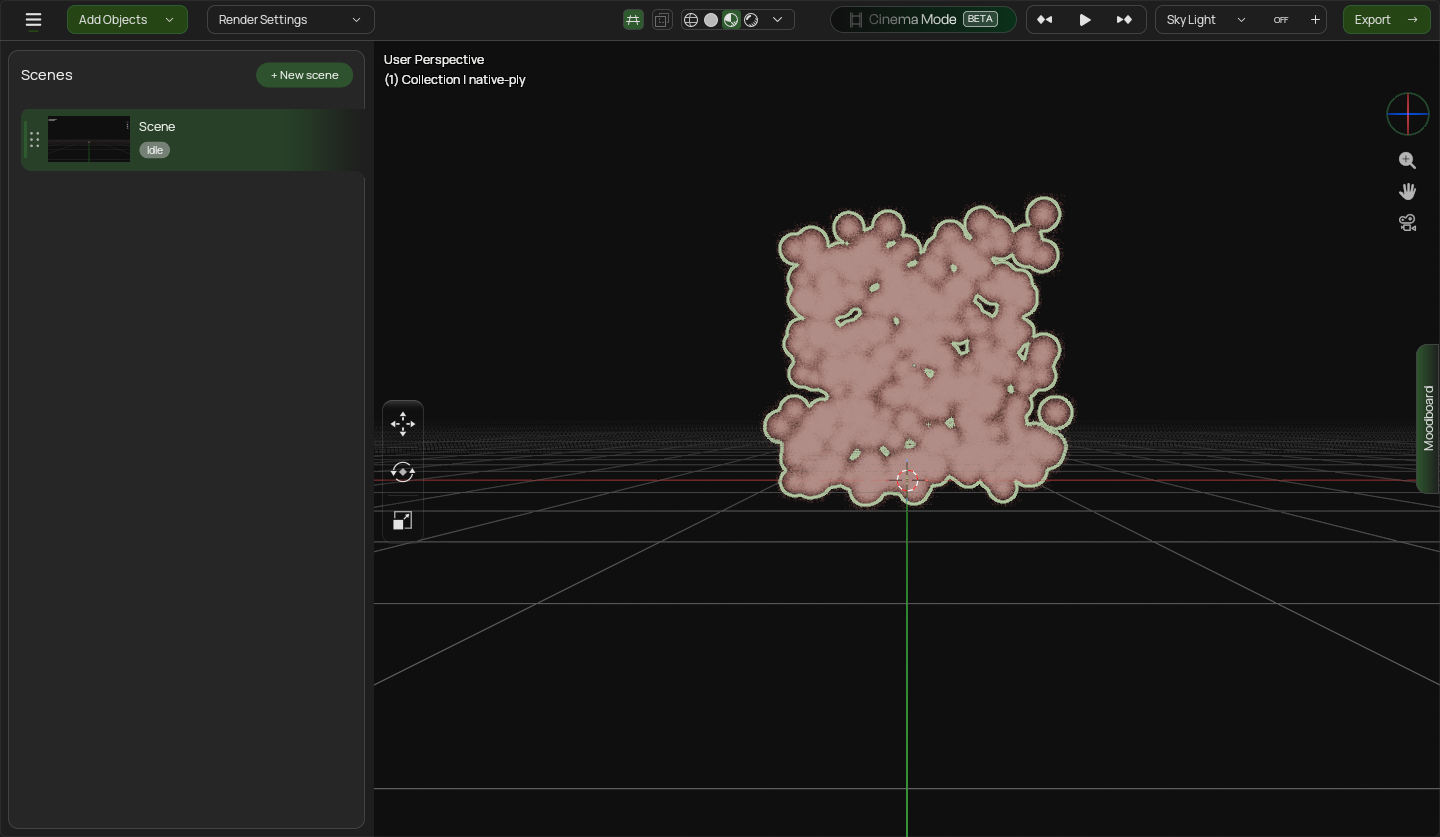 Add Objects
Render Settings
Cinema Mode BETA
Sky Light
OFF
Export
Scenes
+ New scene
Scene
Idle
User Perspective
(1) Collection | native-ply
Moodboard